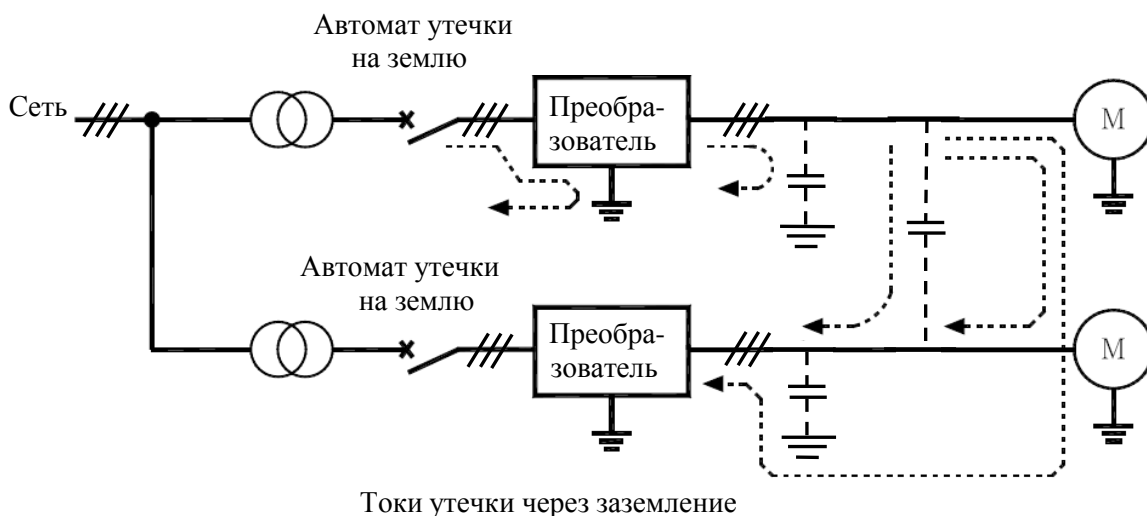 Автомат утечки
на землю
Сеть
Преобра-
зователь
М
Автомат утечки
на землю
Преобра-
зователь
М
Токи утечки через заземление